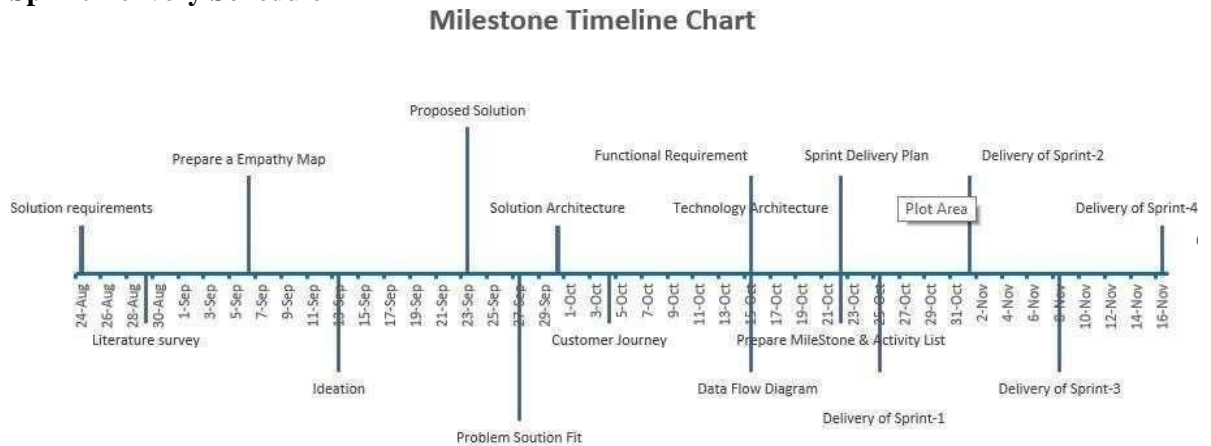 Milestone Timeline Chart
Proposed Solution
Prepare a Empathy Map
Functional Requirement
Sprint Delivery Plan
Delivery of Sprint-2
Solution requirements
Solution Architecture
Technology Architecture
Plot Area
Delivery of Sprint-4
24-Aug
26-Aug
28-Aug
30-Aug
1-Sep
3-Sep
5-Sep
7-Sep
9-Sep
11-Sep
13-Sep
15-Sep
17-Sep
19-Sep
21-Sep
23-Sep
25-Sep
27-Sep
29-Sep
1-Oct
3-Oct
5-Oct
7-Oct
9-Oct
11-Oct
13-Oct
15-Oct
17-Oct
19-Oct
21-Oct
23-Oct
25-Oct
27-Oct
29-Oct
31-Oct
2-Nov
4-Nov
6-Nov
8-Nov
10-Nov
12-Nov
14-Nov
16-Nov
Literature survey
Customer Journey
Prepare MileStone & Activity List
Ideation
Data Flow Diagram
Delivery of Sprint-3
Delivery of Sprint-1
Problem Soution Fit